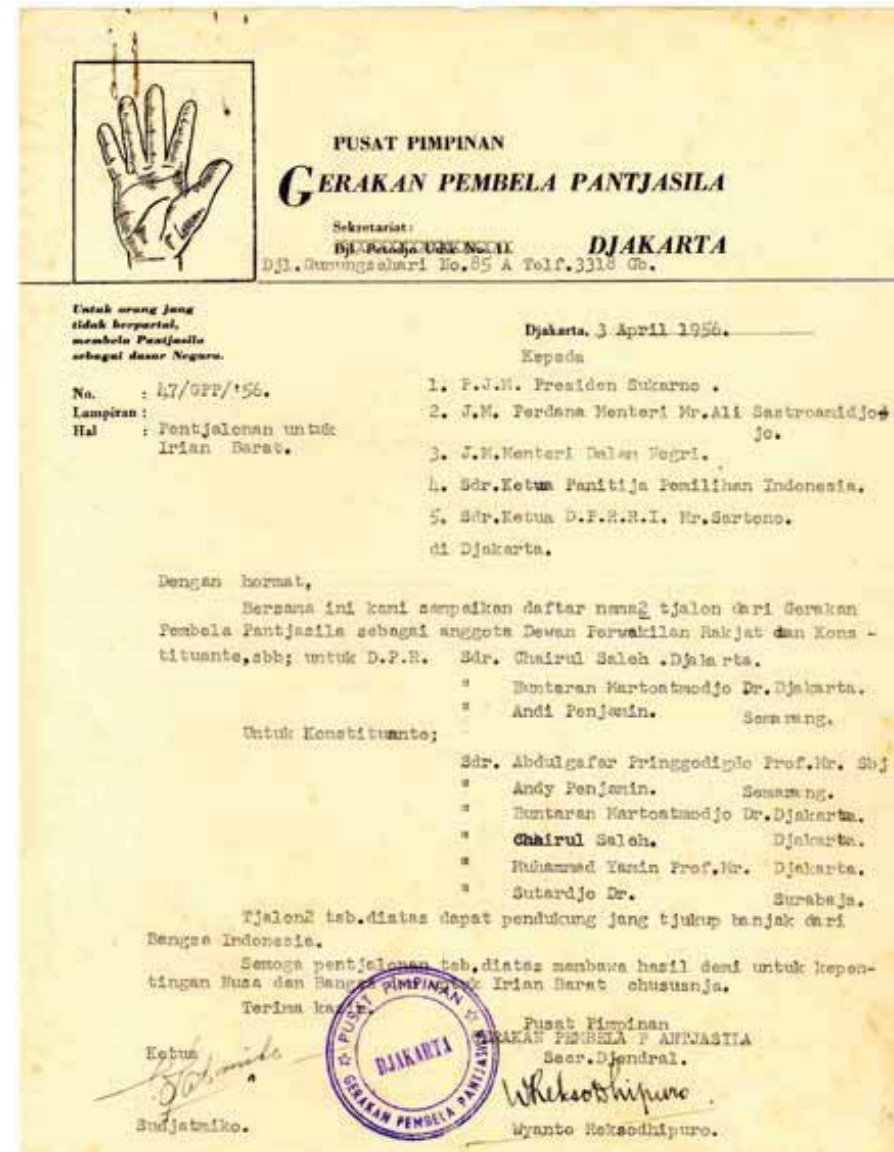 PUSAT PIMPINAN
GERAKAN PEMBELA PANTJASILA
Sekretariat:
DJAKARTA
Djl.Gunungsahari No.85 A Telf.3318 Gb.
Untuk orang jang
tidak berpartai,
membela Pantjasila
sebagai dasar Negara.
Djakarta, 3 April 1956.
Kepada
No. : 47/GPP/'56.
Lampiran :
Hal : Pentjalonan untuk
Irian Barat.
1. P.J.M. Presiden Sukarno .
2. J.M. Perdana Menteri Mr.Ali Sastroamidjo
jo.
3. J.M.Menteri Dalam Negri.
4. Sdr.Ketua Panitija Pemilihan Indonesia.
5. Sdr.Ketua D.P.R.R.I. Mr.Sartono.
di Djakarta.
Dengan hormat,
Bersama ini kami sampaikan daftar nama2 tjalon dari Gerakan
Pembela Pantjasila sebagai anggota Dewan Perwakilan Rakjat dan Kons -
tituante,sbb; untuk D.P.R. Sdr. Chairul Saleh .Djakarta.
" Buntaran Martoatmodjo Dr.Djakarta.
" Andi Penjamin. Semarang.
Untuk Konstituante;
Sdr. Abdulgafar Pringgodigdo Prof.Mr. Sbj
" Andy Penjamin. Semarang.
" Buntaran Martoatmodjo Dr.Djakarta.
" Chairul Saleh. Djakarta.
" Muhammad Yamin Prof.Mr. Djakarta.
" Sutardjo Dr. Surabaja.
Tjalon2 tsb.diatas dapat pendukung jang tjukup banjak dari
Bangsa Indonesia.
Semoga pentjalonan tsb.diatas membawa hasil demi untuk kepen-
tingan Nusa dan Bangsa untuk Irian Barat chususnja.
Terima kasih.
PUSAT PIMPINAN
DJAKARTA
GERAKAN PEMBELA PANTJASILA
Pusat Pimpinan
GERAKAN PEMBELA P ANTJASILA
Secr.Djendral.
Ketua
WReksodhipuro
Sudjatmiko.
Wyanto Reksodhipuro.